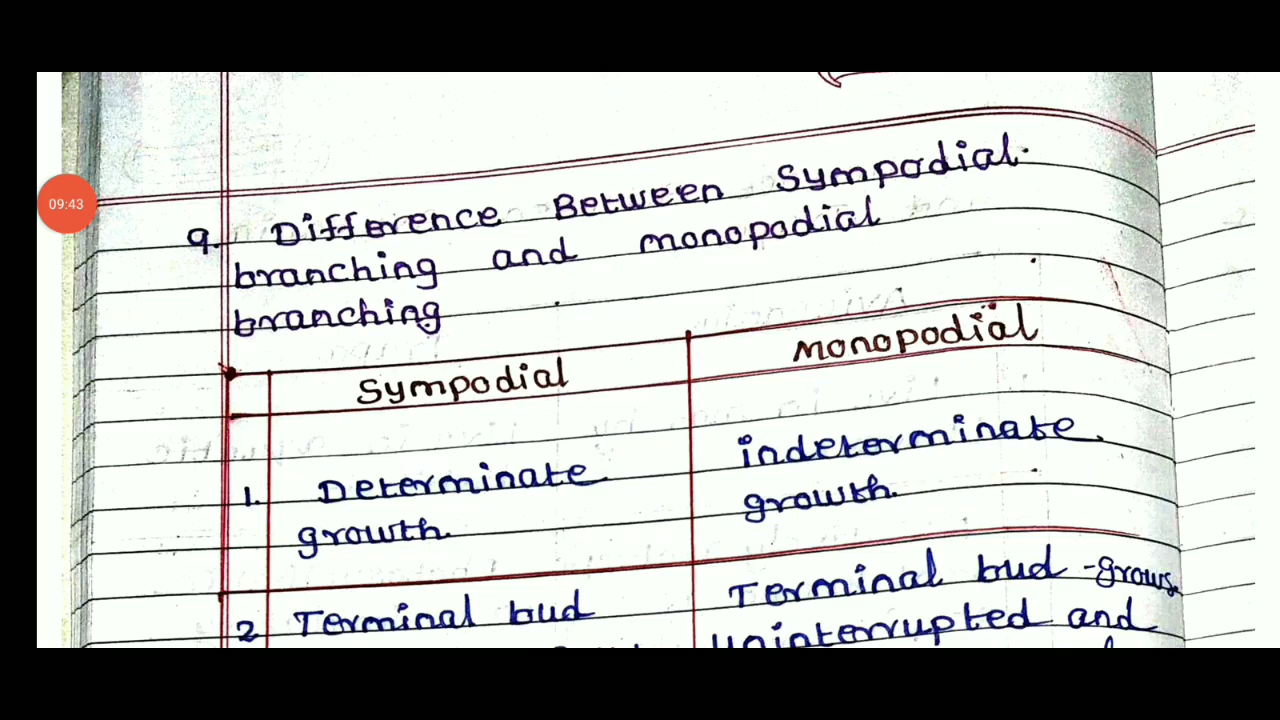 09:43
9. Difference Between Sympodial
branching and monopodial
branching
Sympodial
Monopodial
1. Determinate
growth.
indeterminate
growth.
2 Terminal bud
Terminal bud -grows
uninterrupted and